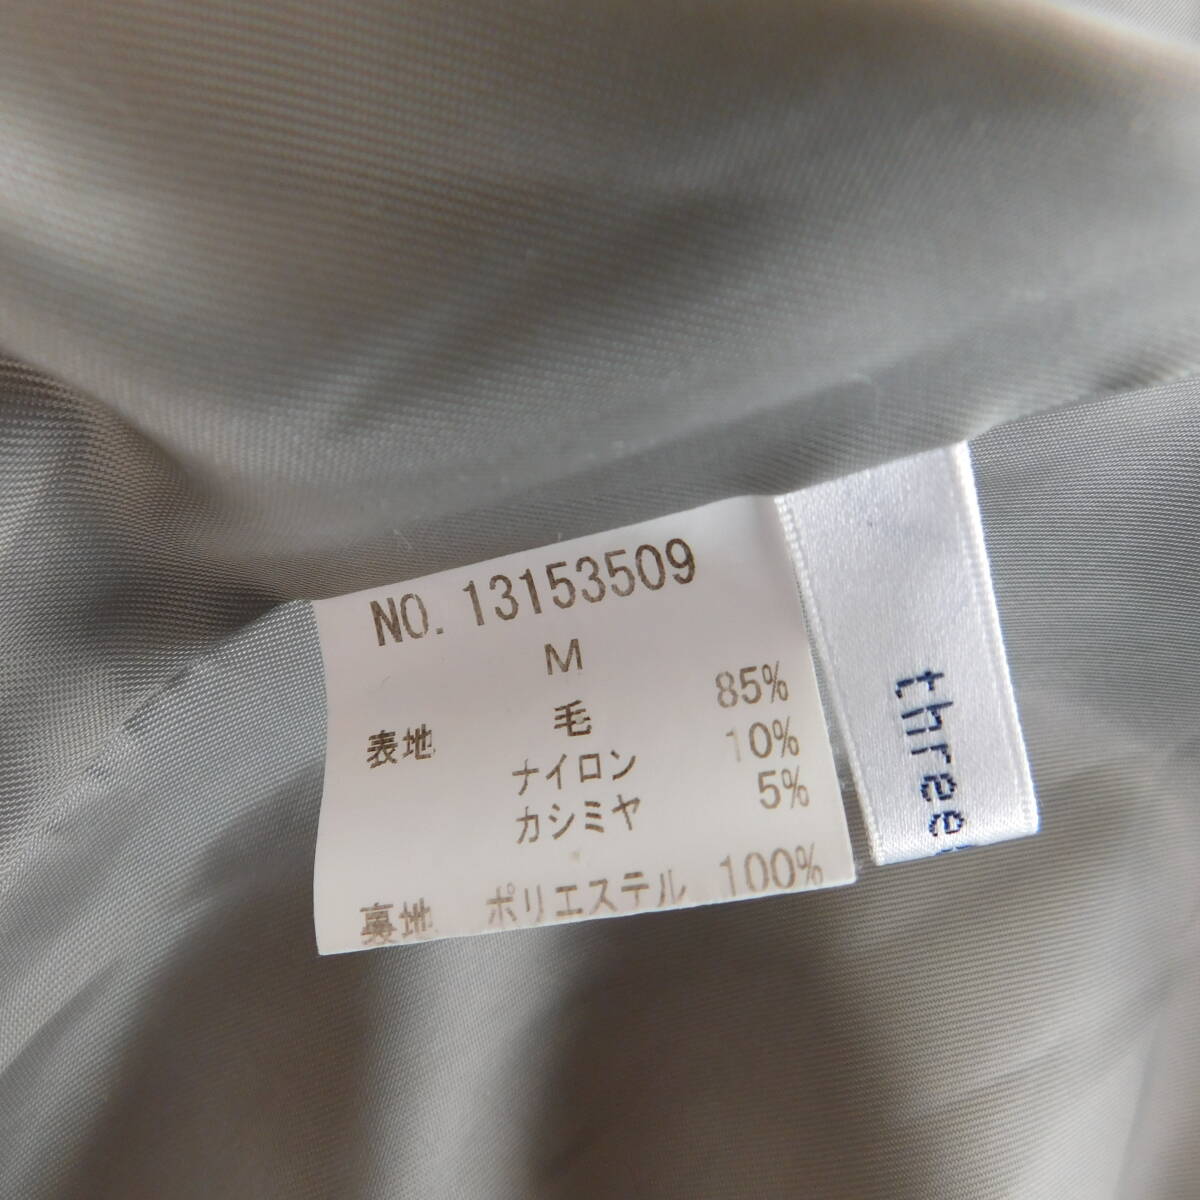 NO. 13153509
M
表地 毛 85%
ナイロン 10%
カシミヤ 5%
裏地 ポリエステル 100%
three